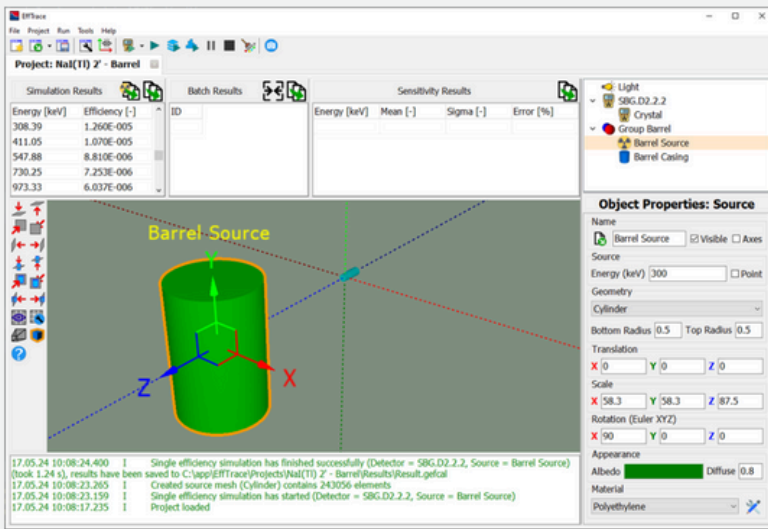 EffTrace
File Project Run Tools Help
Project: NaI(Tl) 2' - Barrel
Simulation Results
Batch Results
Sensitivity Results
Energy [keV] Efficiency [-]
308.39 1.260E-005
411.05 1.070E-005
547.88 8.810E-006
730.25 7.253E-006
973.33 6.037E-006
ID
Energy [keV] Mean [-] Sigma [-] Error [%]
Light
SBG.D2.2.2
Crystal
Group Barrel
Barrel Source
Barrel Casing
Barrel Source
Y
Z
X
Object Properties: Source
Name
Barrel Source Visible Axes
Source
Energy (keV) 300 Point
Geometry
Cylinder
Bottom Radius 0.5 Top Radius 0.5
Translation
X 0 Y 0 Z 0
Scale
X 58.3 Y 58.3 Z 87.5
Rotation (Euler XYZ)
X 90 Y 0 Z 0
Appearance
Albedo Diffuse 0.8
Material
Polyethylene
17.05.24 10:08:24.400 I Single efficiency simulation has finished successfully (Detector = SBG.D2.2.2, Source = Barrel Source)
(took 1.24 s), results have been saved to C:\app\EffTrace\Projects\NaI(Tl) 2' - Barrel\Results\Result.gefcal
17.05.24 10:08:23.265 I Created source mesh (Cylinder) contains 243056 elements
17.05.24 10:08:23.159 I Single efficiency simulation has started (Detector = SBG.D2.2.2, Source = Barrel Source)
17.05.24 10:08:17.235 I Project loaded